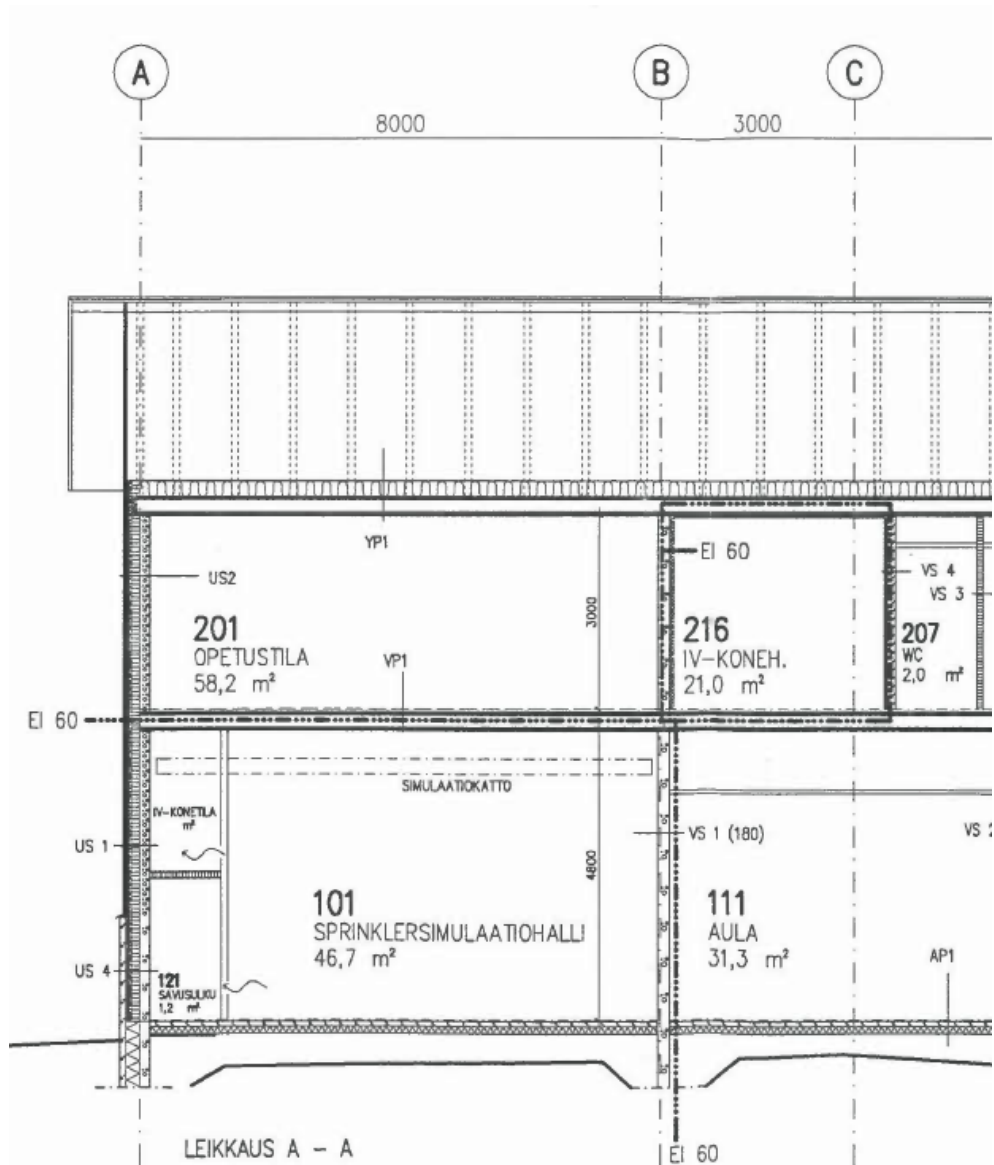 A
B
C
8000
3000
YP1
EI 60
US2
VS 4
VS 3
3000
201
OPETUSTILA
58,2 m²
VP1
216
IV-KONEH.
21,0 m²
207
WC
2,0 m²
EI 60
SIMULAATIOKATTO
IV-KONETILA
m²
US 1
VS 1 (180)
VS 2
4800
101
SPRINKLERSIMULAATIOHALLI
46,7 m²
111
AULA
31,3 m²
US 4
121
SAVUSULKU
1,2 m²
AP1
LEIKKAUS A - A
EI 60